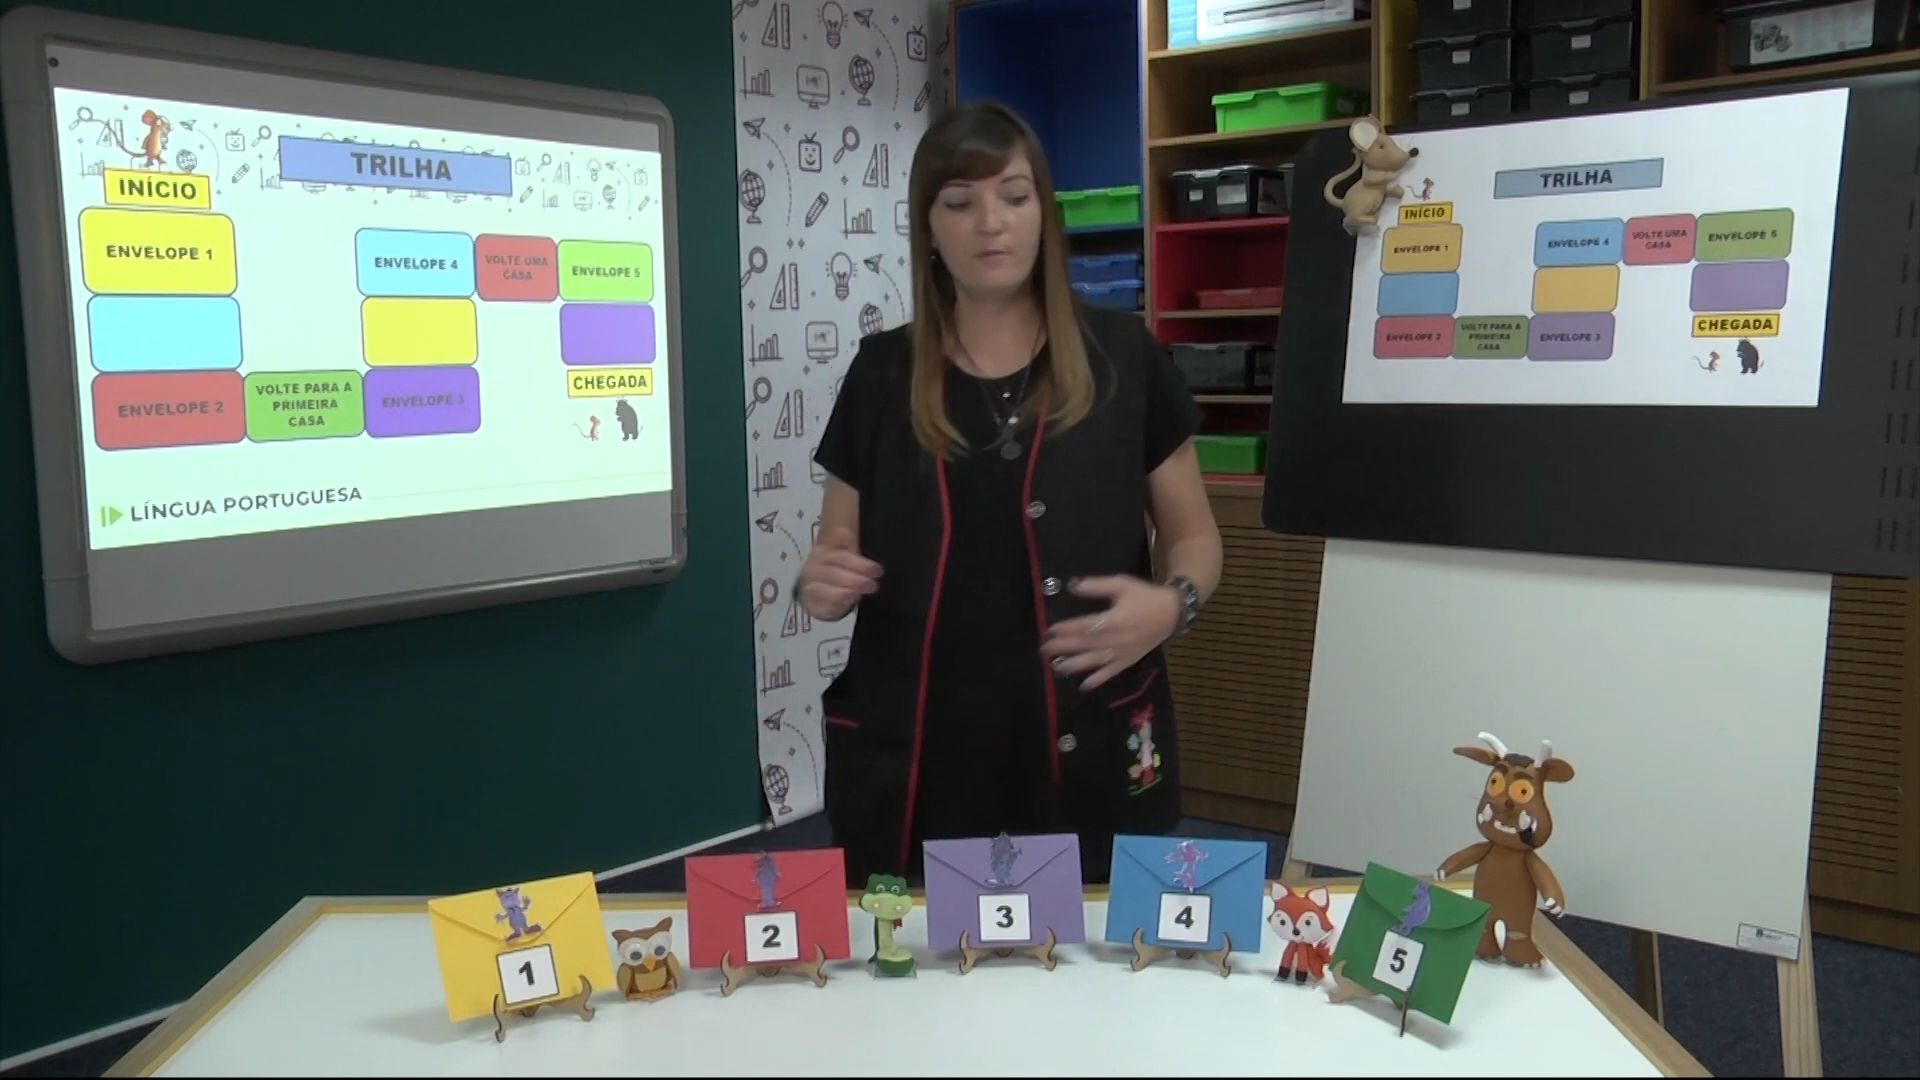 TRILHA
INÍCIO
ENVELOPE 1
ENVELOPE 4
VOLTE UMA
CASA
ENVELOPE 5
ENVELOPE 2
VOLTE PARA A
PRIMEIRA
CASA
ENVELOPE 3
CHEGADA
LÍNGUA PORTUGUESA
TRILHA
INÍCIO
ENVELOPE 1
ENVELOPE 4
VOLTE UMA
CASA
ENVELOPE 5
ENVELOPE 2
VOLTE PARA A
PRIMEIRA
CASA
ENVELOPE 3
CHEGADA
1
2
3
4
5